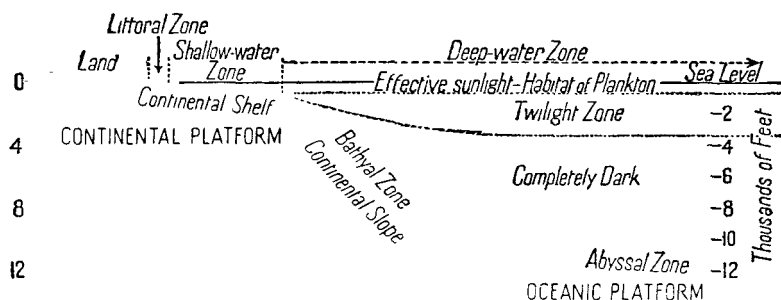 Littoral Zone
Land
Shallow-water
Zone
Deep-water Zone
0
Effective sunlight-Habitat of Plankton
Sea Level
Continental Shelf
Twilight Zone
-2
CONTINENTAL PLATFORM
4
-4
Bathyal Zone
Continental Slope
Completely Dark
-6
8
-8
-10
Thousands of Feet
12
Abyssal Zone
-12
OCEANIC PLATFORM